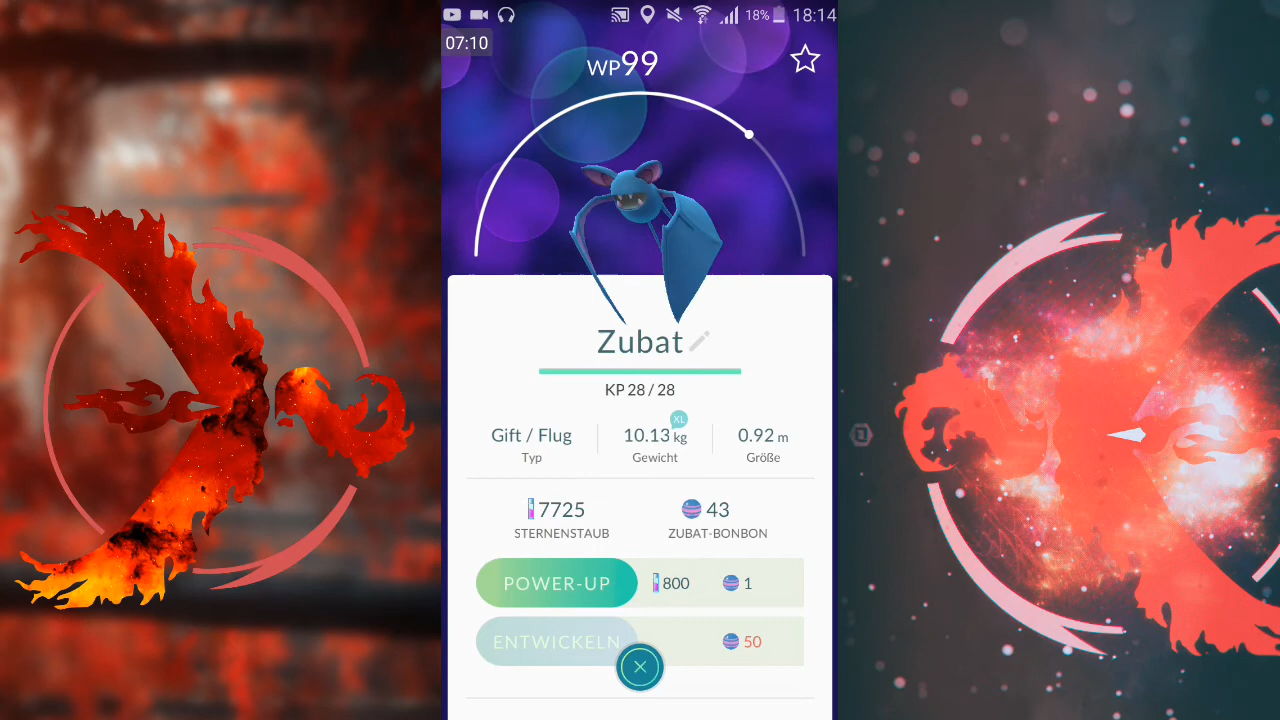 18% 18:14
07:10
WP99
Zubat
KP 28 / 28
XL
Gift / Flug 10.13 kg 0.92 m
Typ Gewicht Größe
7725 43
STERNENSTAUB ZUBAT-BONBON
POWER-UP 800 1
ENTWICKELN 50